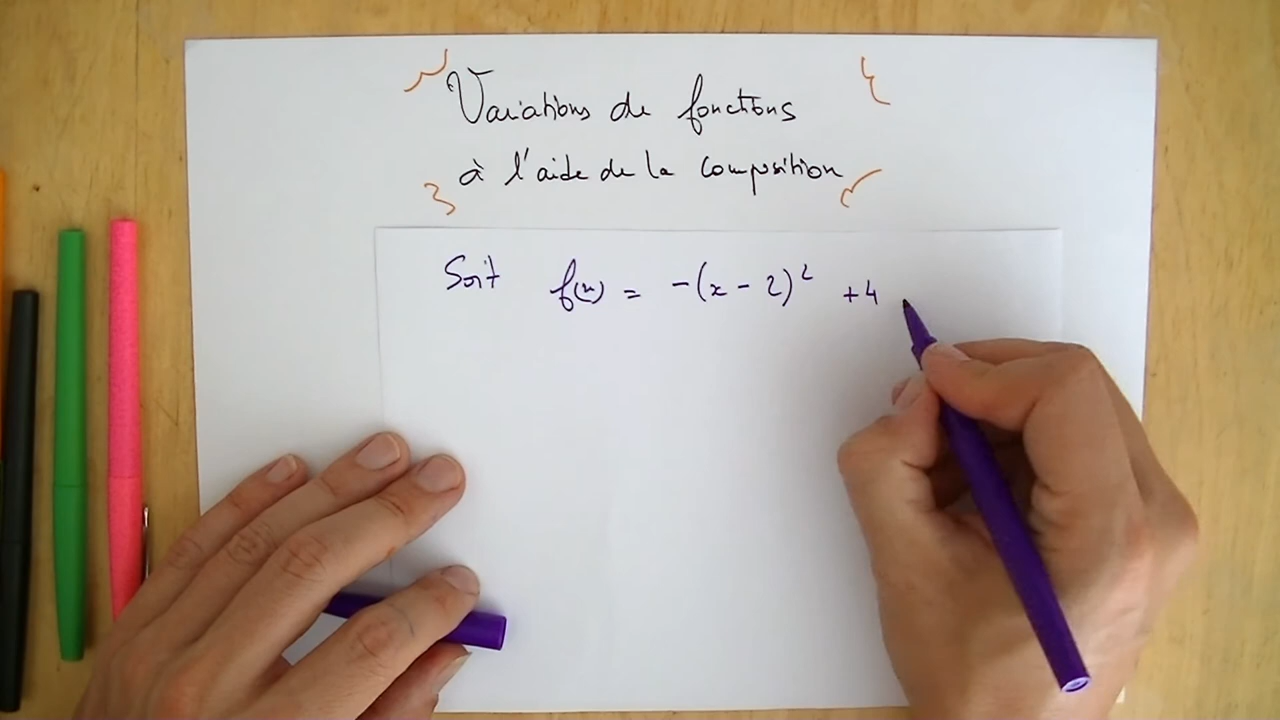 Variations de fonctions
à l'aide de la composition
Soit f(x) = -(x - 2)² + 4